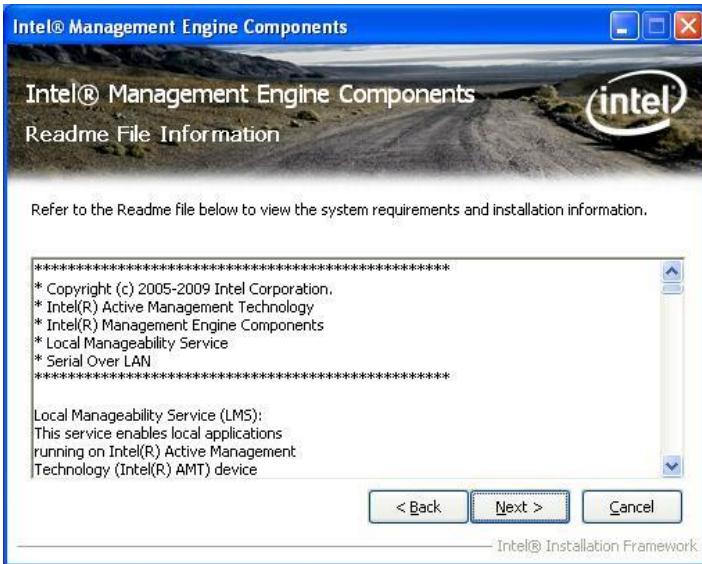 Intel® Management Engine Components
Intel® Management Engine Components
intel
Readme File Information
Refer to the Readme file below to view the system requirements and installation information.
*******************************************************
* Copyright (c) 2005-2009 Intel Corporation.
* Intel(R) Active Management Technology
* Intel(R) Management Engine Components
* Local Manageability Service
* Serial Over LAN
*******************************************************
Local Manageability Service (LMS):
This service enables local applications
running on Intel(R) Active Management
Technology (Intel(R) AMT) device
< Back Next > Cancel
Intel® Installation Framework